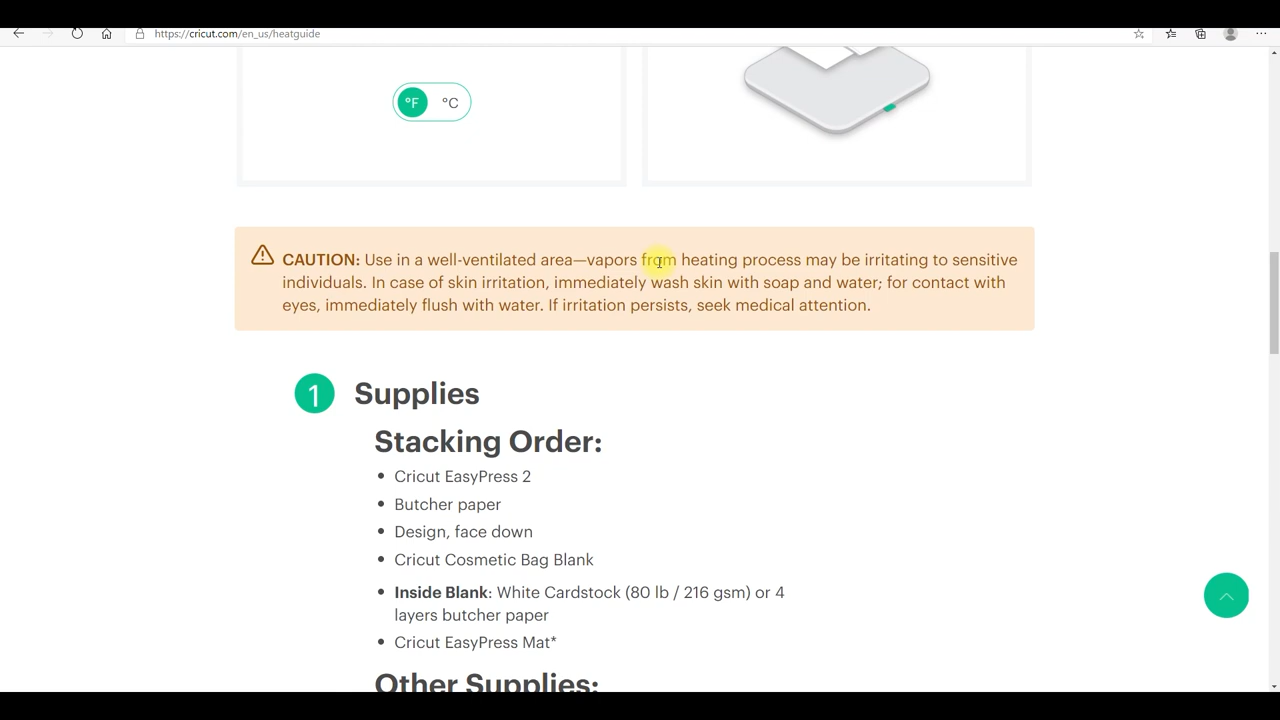 https://cricut.com/en_us/heatguide
°F °C
CAUTION: Use in a well-ventilated area—vapors from heating process may be irritating to sensitive
individuals. In case of skin irritation, immediately wash skin with soap and water; for contact with
eyes, immediately flush with water. If irritation persists, seek medical attention.
1 Supplies
Stacking Order:
• Cricut EasyPress 2
• Butcher paper
• Design, face down
• Cricut Cosmetic Bag Blank
• Inside Blank: White Cardstock (80 lb / 216 gsm) or 4
layers butcher paper
• Cricut EasyPress Mat*
Other Supplies: